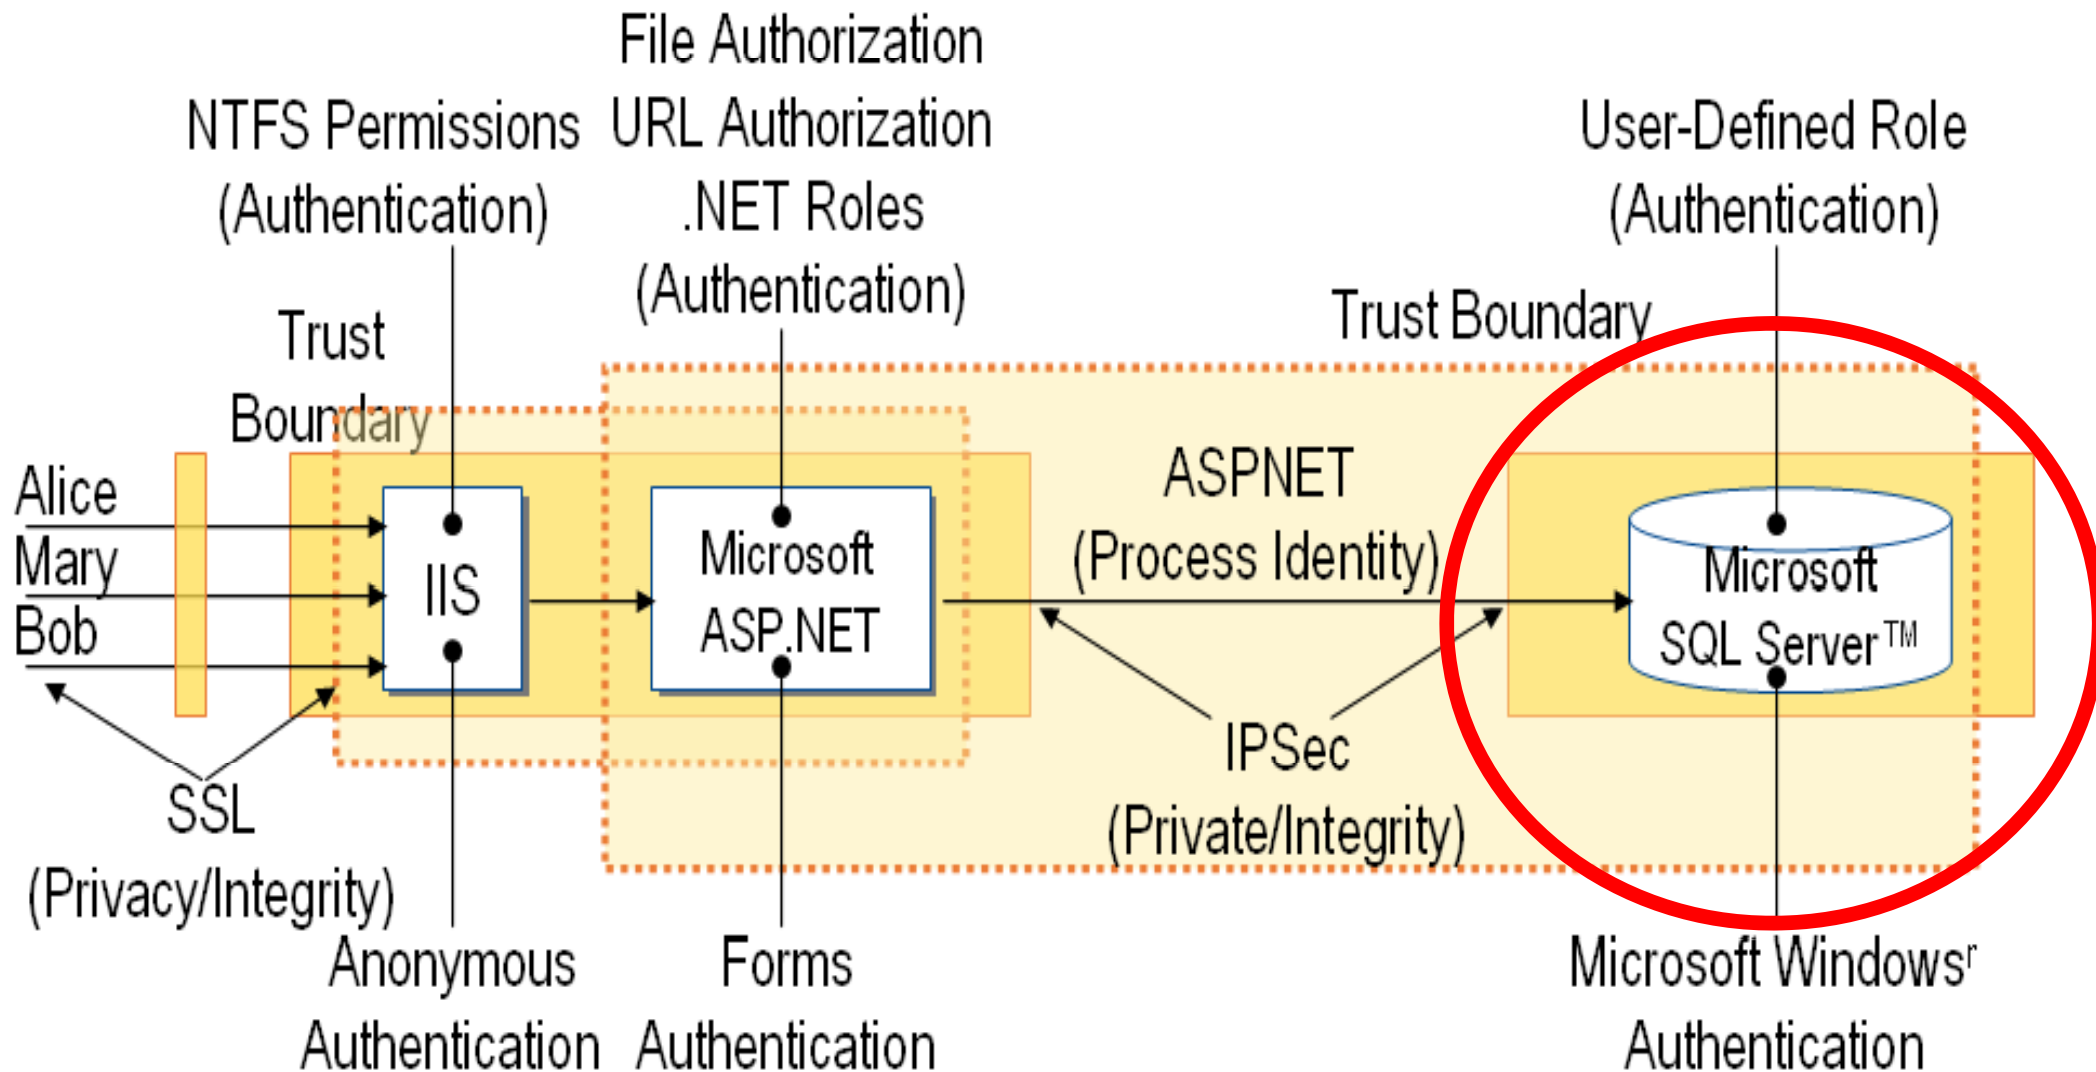 File Authorization
URL Authorization
.NET Roles
(Authentication)
NTFS Permissions
(Authentication)
User-Defined Role
(Authentication)
Trust
Boundary
Trust Boundary
Alice
Mary
Bob
IIS
Microsoft
ASP.NET
ASPNET
(Process Identity)
Microsoft
SQL Server™
SSL
(Privacy/Integrity)
IPSec
(Private/Integrity)
Anonymous
Authentication
Forms
Authentication
Microsoft Windowsʳ
Authentication